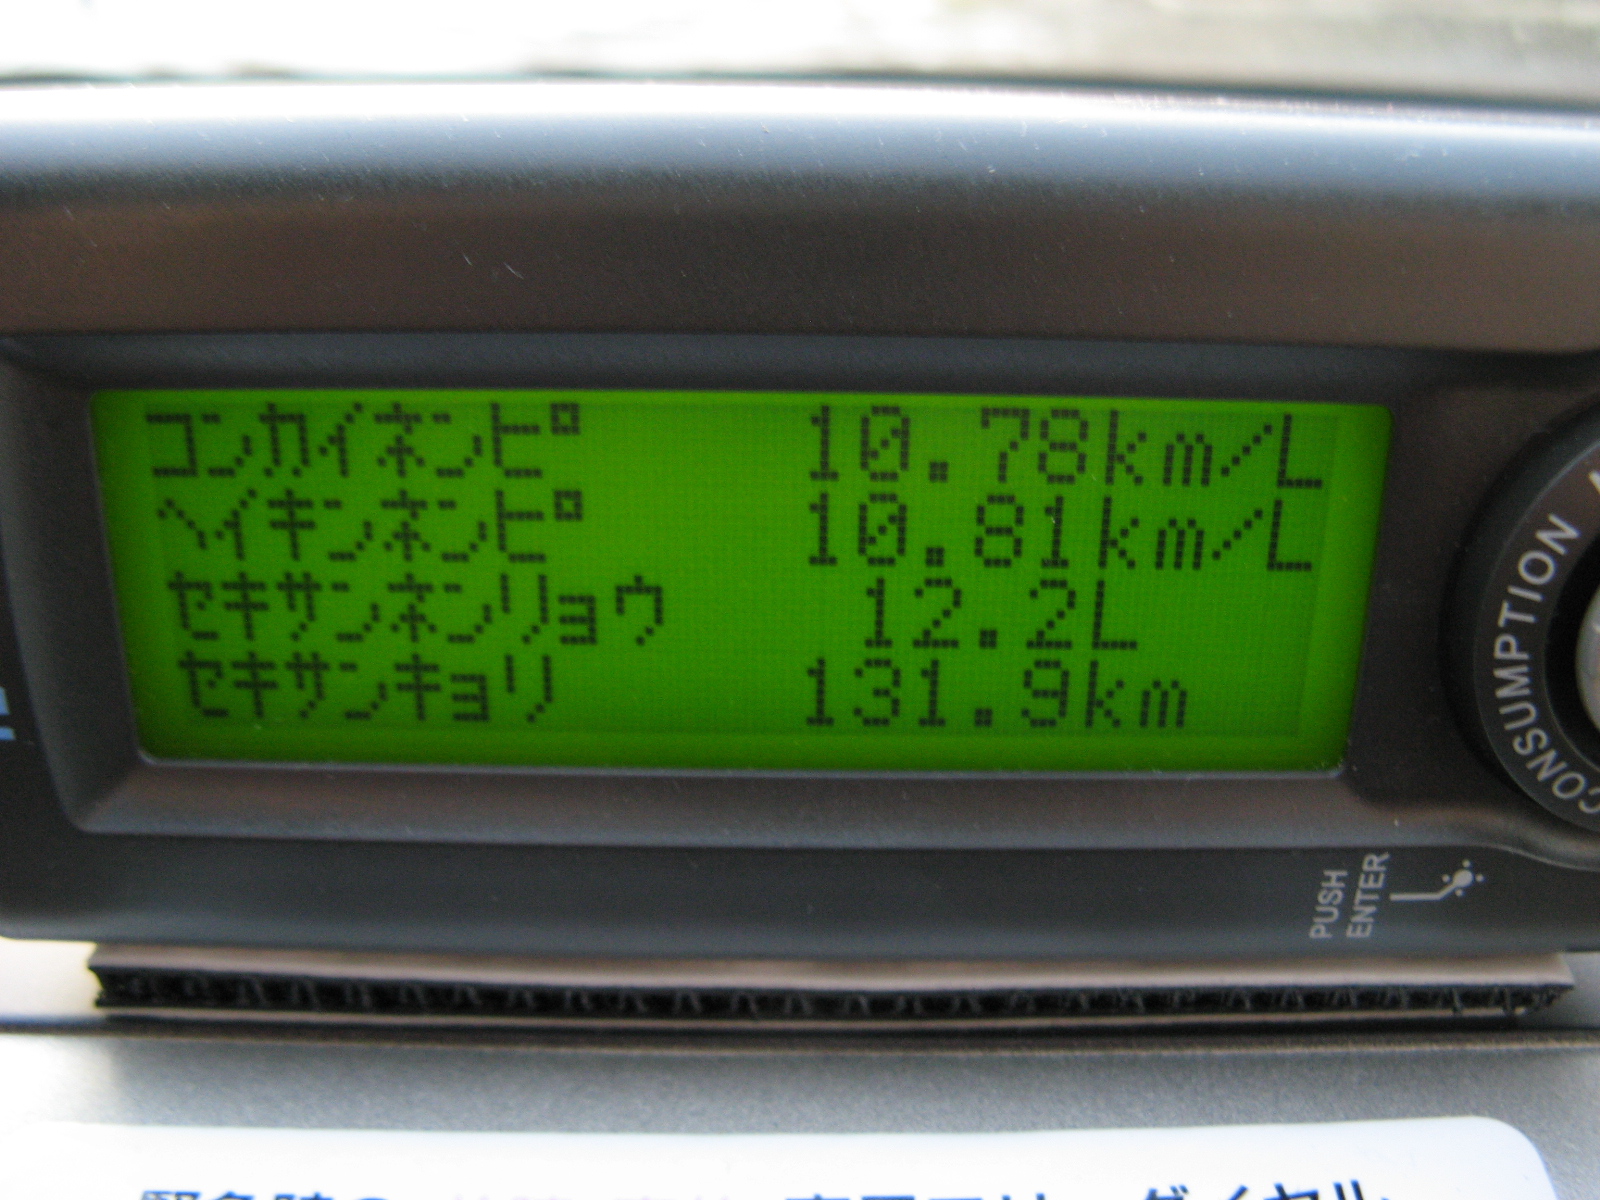 コンカイネンピ 10.78km/L
ヘイキンネンピ 10.81km/L
セキサンネンリョウ 12.2L
セキサンキョリ 131.9km
CONSUMPTION
PUSH
ENTER